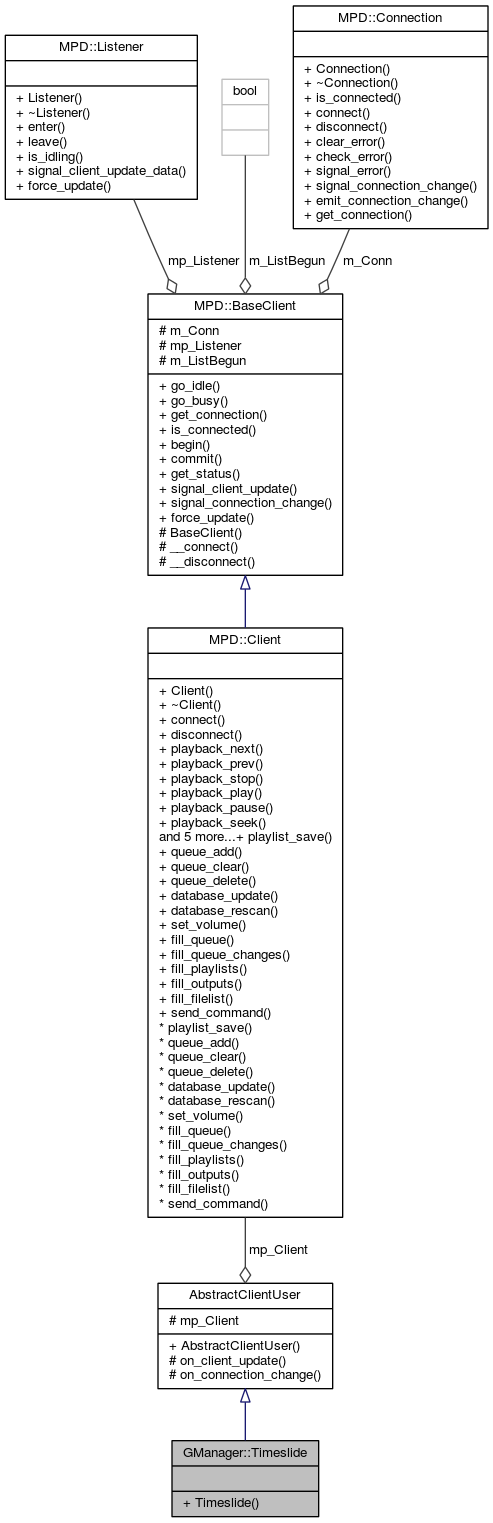 MPD::Listener
+ Listener()
+ ~Listener()
+ enter()
+ leave()
+ is_idling()
+ signal_client_update_data()
+ force_update()
bool
MPD::Connection
+ Connection()
+ ~Connection()
+ is_connected()
+ connect()
+ disconnect()
+ clear_error()
+ check_error()
+ signal_error()
+ signal_connection_change()
+ emit_connection_change()
+ get_connection()
mp_Listener
m_ListBegun
m_Conn
MPD::BaseClient
# m_Conn
# mp_Listener
# m_ListBegun
+ go_idle()
+ go_busy()
+ get_connection()
+ is_connected()
+ begin()
+ commit()
+ get_status()
+ signal_client_update()
+ signal_connection_change()
+ force_update()
# BaseClient()
# __connect()
# __disconnect()
MPD::Client
+ Client()
+ ~Client()
+ connect()
+ disconnect()
+ playback_next()
+ playback_prev()
+ playback_stop()
+ playback_play()
+ playback_pause()
+ playback_seek()
and 5 more...+ playlist_save()
+ queue_add()
+ queue_clear()
+ queue_delete()
+ database_update()
+ database_rescan()
+ set_volume()
+ fill_queue()
+ fill_queue_changes()
+ fill_playlists()
+ fill_outputs()
+ fill_filelist()
+ send_command()
* playlist_save()
* queue_add()
* queue_clear()
* queue_delete()
* database_update()
* database_rescan()
* set_volume()
* fill_queue()
* fill_queue_changes()
* fill_playlists()
* fill_outputs()
* fill_filelist()
* send_command()
mp_Client
AbstractClientUser
# mp_Client
+ AbstractClientUser()
# on_client_update()
# on_connection_change()
GManager::Timeslide
+ Timeslide()